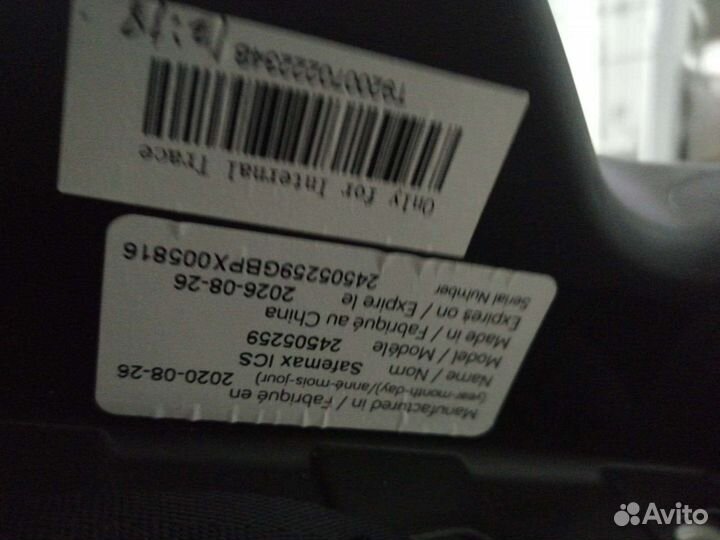 Manufactured in / Fabriqué en
(year-month-day)/(anné-mois-jour) 2020-08-26
Name / Nom Safemax ICS
Model / Modéle 24505259
Made in / Fabriqué au China
Expires on / Expire le 2026-08-26
Serial Number 24505259GBPX005816
Only for Internal Trace
Avito